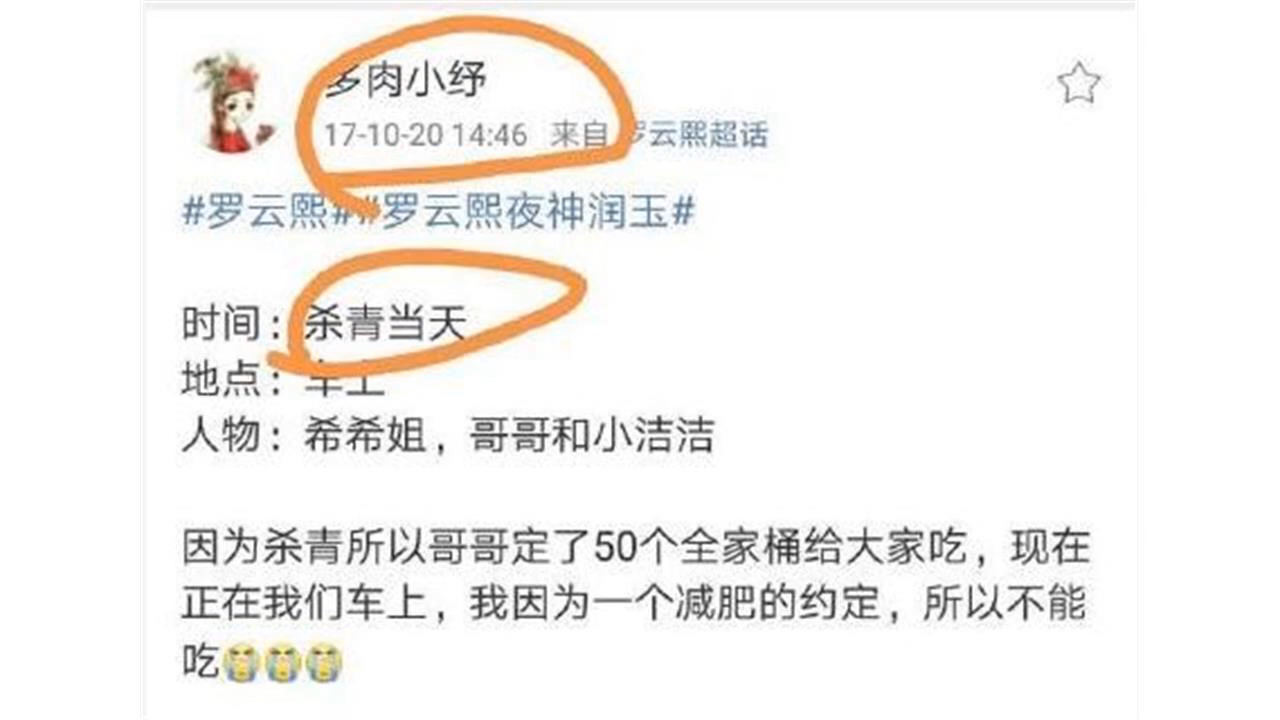 多肉小纾
17-10-20 14:46 来自 罗云熙超话
#罗云熙##罗云熙夜神润玉#
时间：杀青当天
地点：车上
人物：希希姐，哥哥和小洁洁
因为杀青所以哥哥定了50个全家桶给大家吃，现在
正在我们车上，我因为一个减肥的约定，所以不能
吃😭😭😭